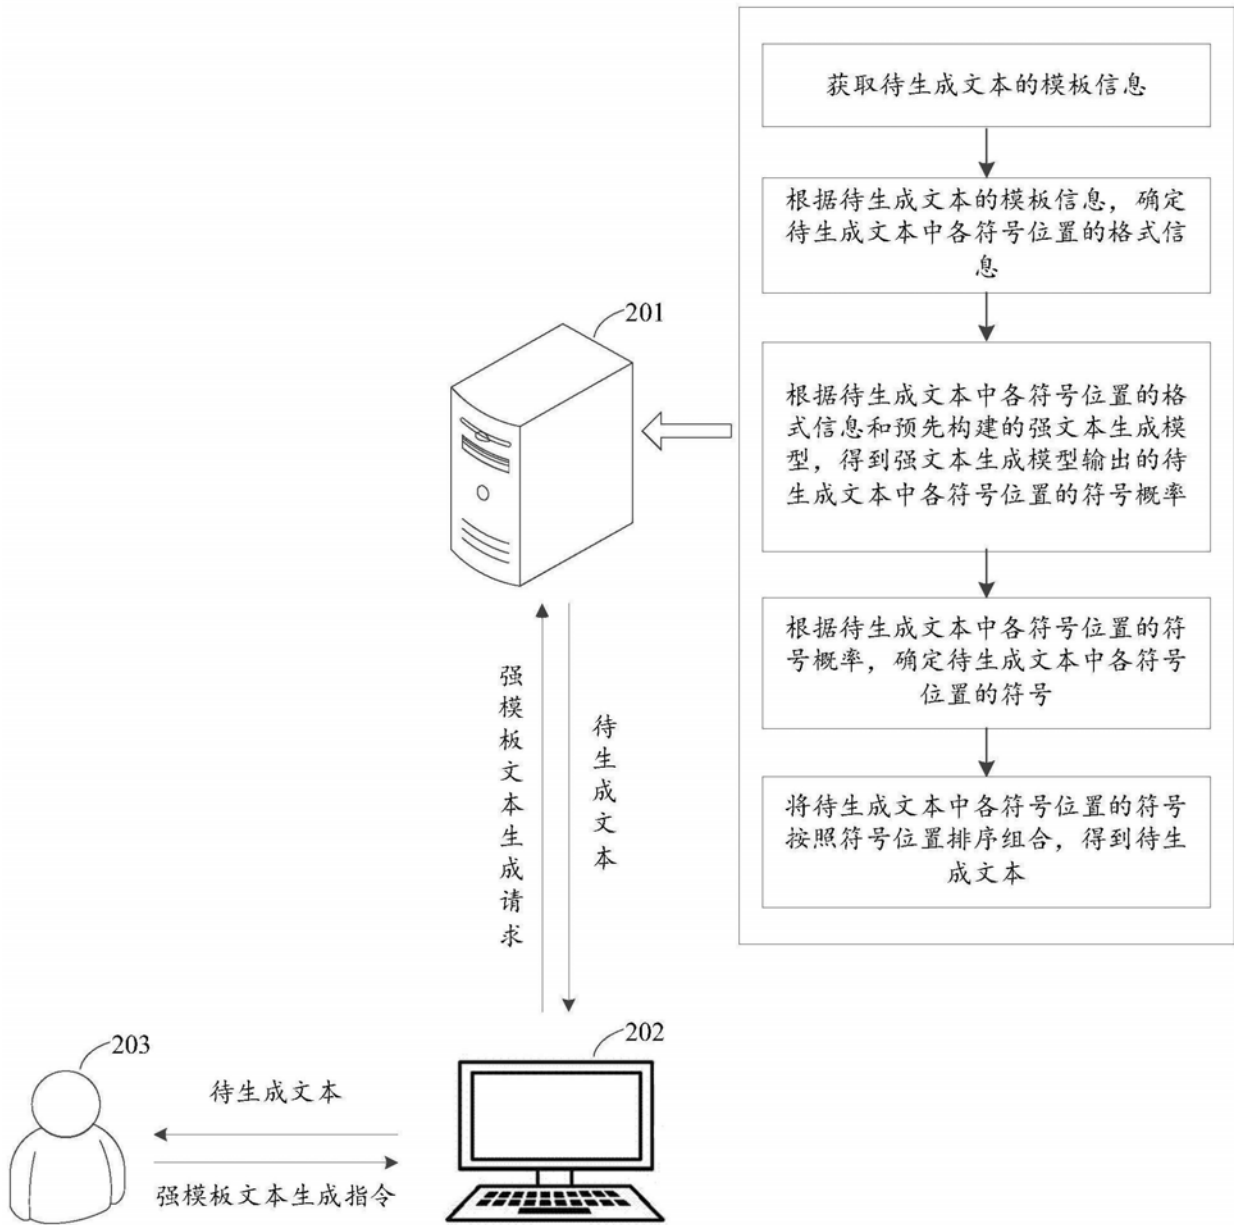 获取待生成文本的模板信息
根据待生成文本的模板信息，确定
待生成文本中各符号位置的格式信
息
根据待生成文本中各符号位置的格
式信息和预先构建的强文本生成模
型，得到强文本生成模型输出的待
生成文本中各符号位置的符号概率
根据待生成文本中各符号位置的符
号概率，确定待生成文本中各符号
位置的符号
将待生成文本中各符号位置的符号
按照符号位置排序组合，得到待生
成文本
201
强模板文本生成请求
待生成文本
202
203
待生成文本
强模板文本生成指令